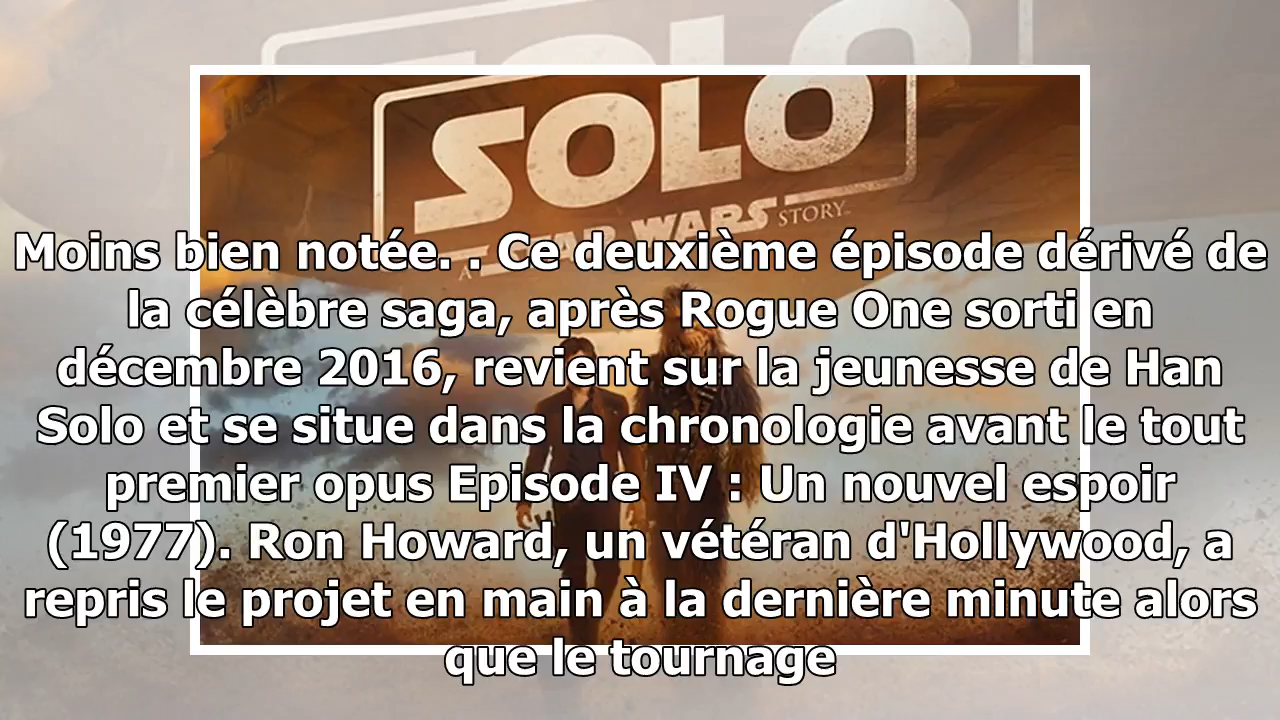 SOLO
A STAR WARS STORY
Moins bien notée. . Ce deuxième épisode dérivé de
la célèbre saga, après Rogue One sorti en
décembre 2016, revient sur la jeunesse de Han
Solo et se situe dans la chronologie avant le tout
premier opus Episode IV : Un nouvel espoir
(1977). Ron Howard, un vétéran d'Hollywood, a
repris le projet en main à la dernière minute alors
que le tournage